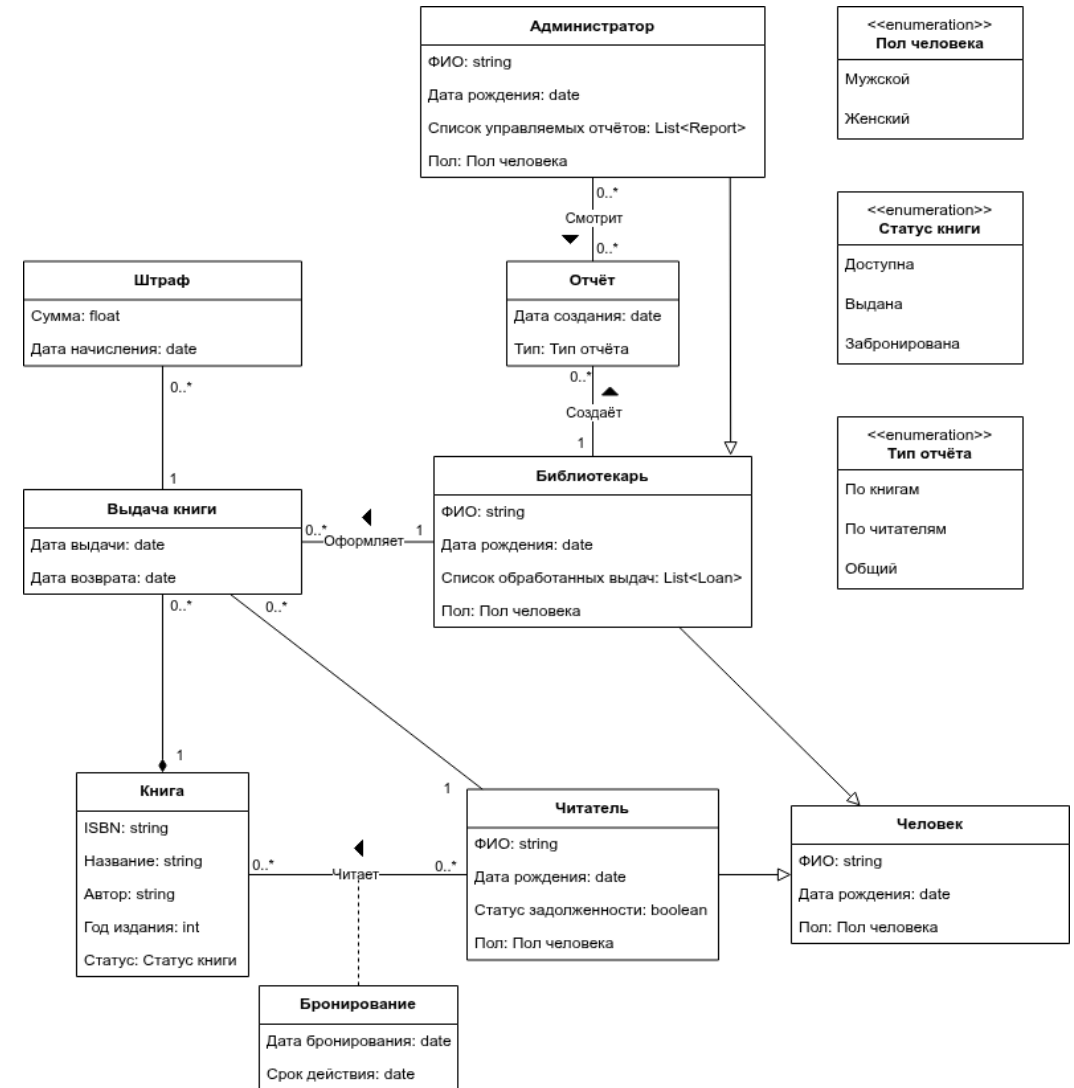 Администратор
ФИО: string
Дата рождения: date
Список управляемых отчётов: List<Report>
Пол: Пол человека
<<enumeration>>
Пол человека
Мужской
Женский
0..*
Смотрит
0..*
<<enumeration>>
Статус книги
Доступна
Выдана
Забронирована
Штраф
Сумма: float
Дата начисления: date
Отчёт
Дата создания: date
Тип: Тип отчёта
0..*
0..*
Создаёт
1
<<enumeration>>
Тип отчёта
По книгам
По читателям
Общий
1
Выдача книги
Дата выдачи: date
Дата возврата: date
0..*
Оформляет
1
Библиотекарь
ФИО: string
Дата рождения: date
Список обработанных выдач: List<Loan>
Пол: Пол человека
0..*
0..*
1
1
Книга
ISBN: string
Название: string
Автор: string
Год издания: int
Статус: Статус книги
0..*
Читает
0..*
Читатель
ФИО: string
Дата рождения: date
Статус задолженности: boolean
Пол: Пол человека
Человек
ФИО: string
Дата рождения: date
Пол: Пол человека
Бронирование
Дата бронирования: date
Срок действия: date